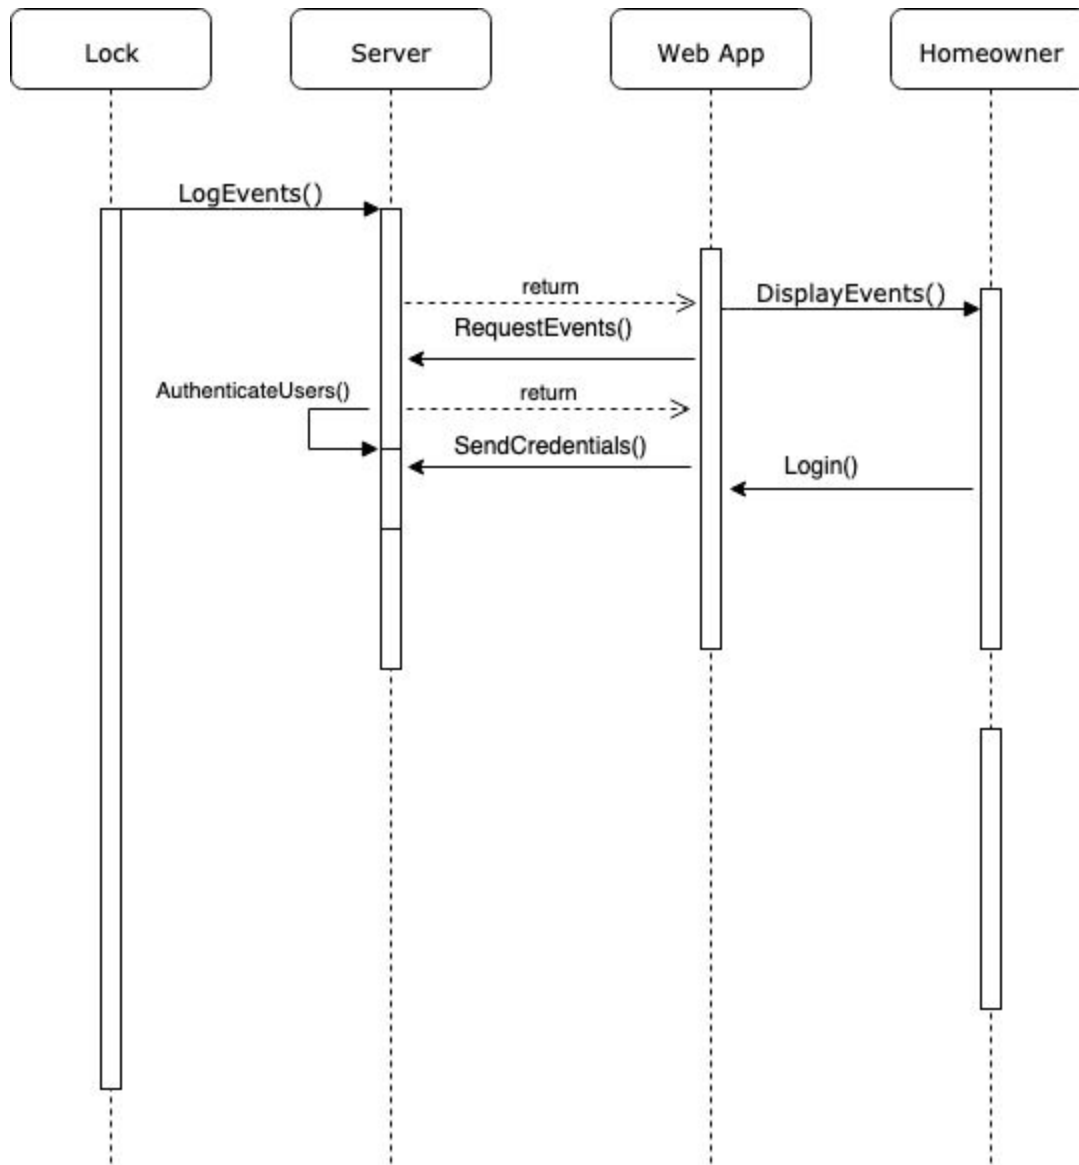 Lock
Server
Web App
Homeowner
LogEvents()
return
DisplayEvents()
RequestEvents()
AuthenticateUsers()
return
SendCredentials()
Login()